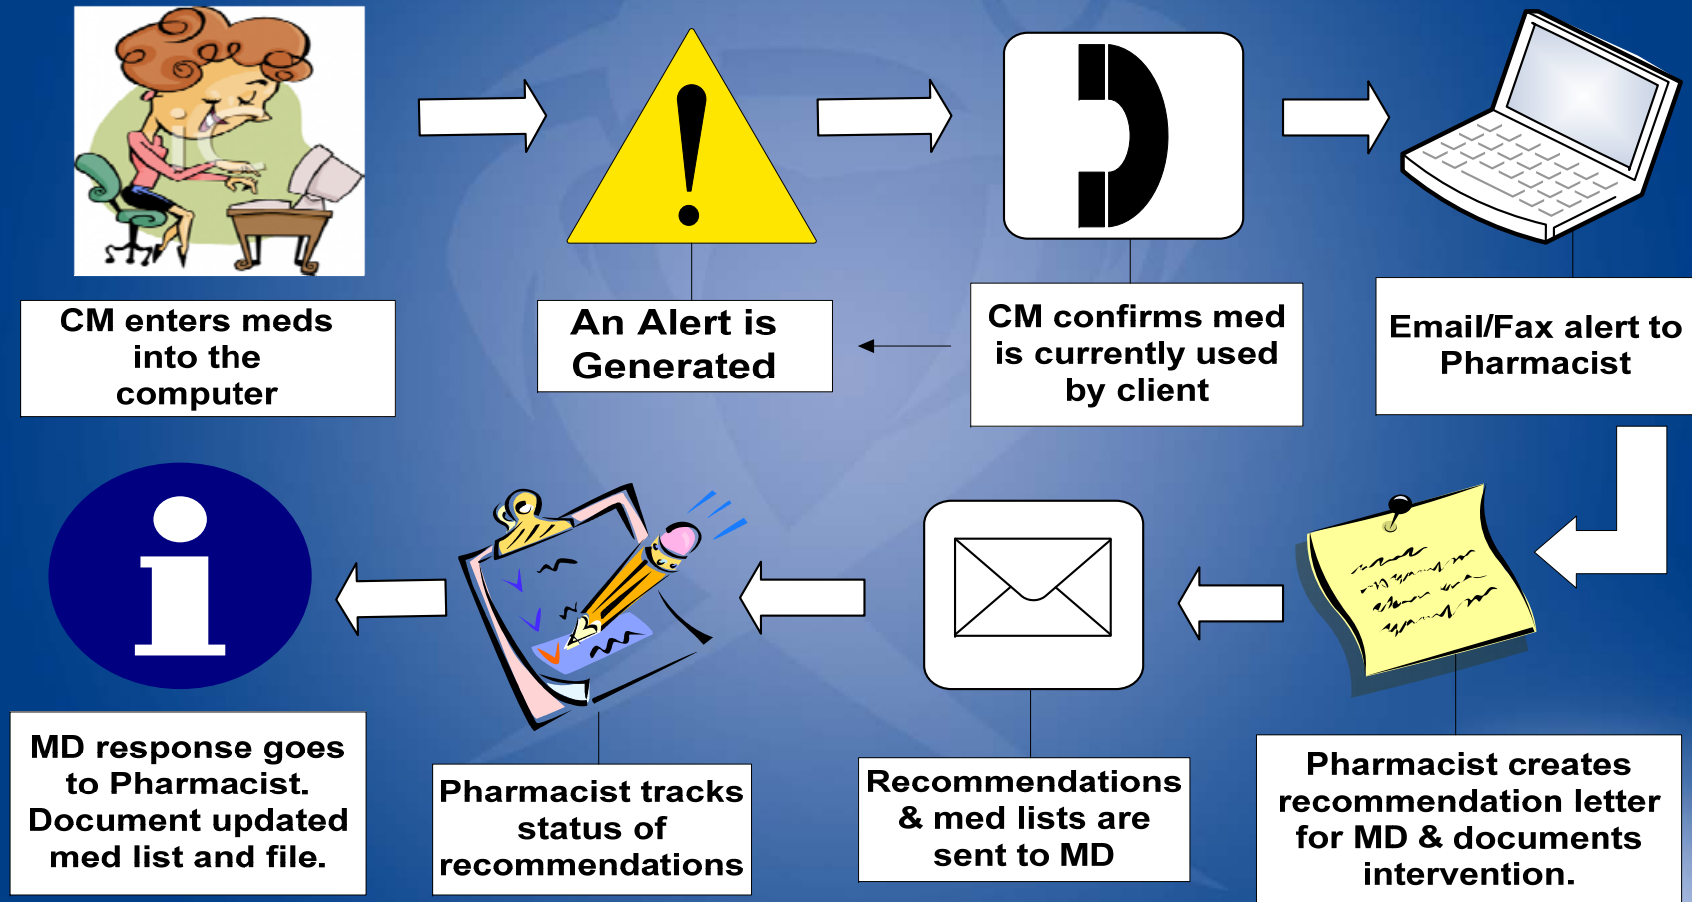 CM enters meds
into the
computer
An Alert is
Generated
CM confirms med
is currently used
by client
Email/Fax alert to
Pharmacist
MD response goes
to Pharmacist.
Document updated
med list and file.
Pharmacist tracks
status of
recommendations
Recommendations
& med lists are
sent to MD
Pharmacist creates
recommendation letter
for MD & documents
intervention.